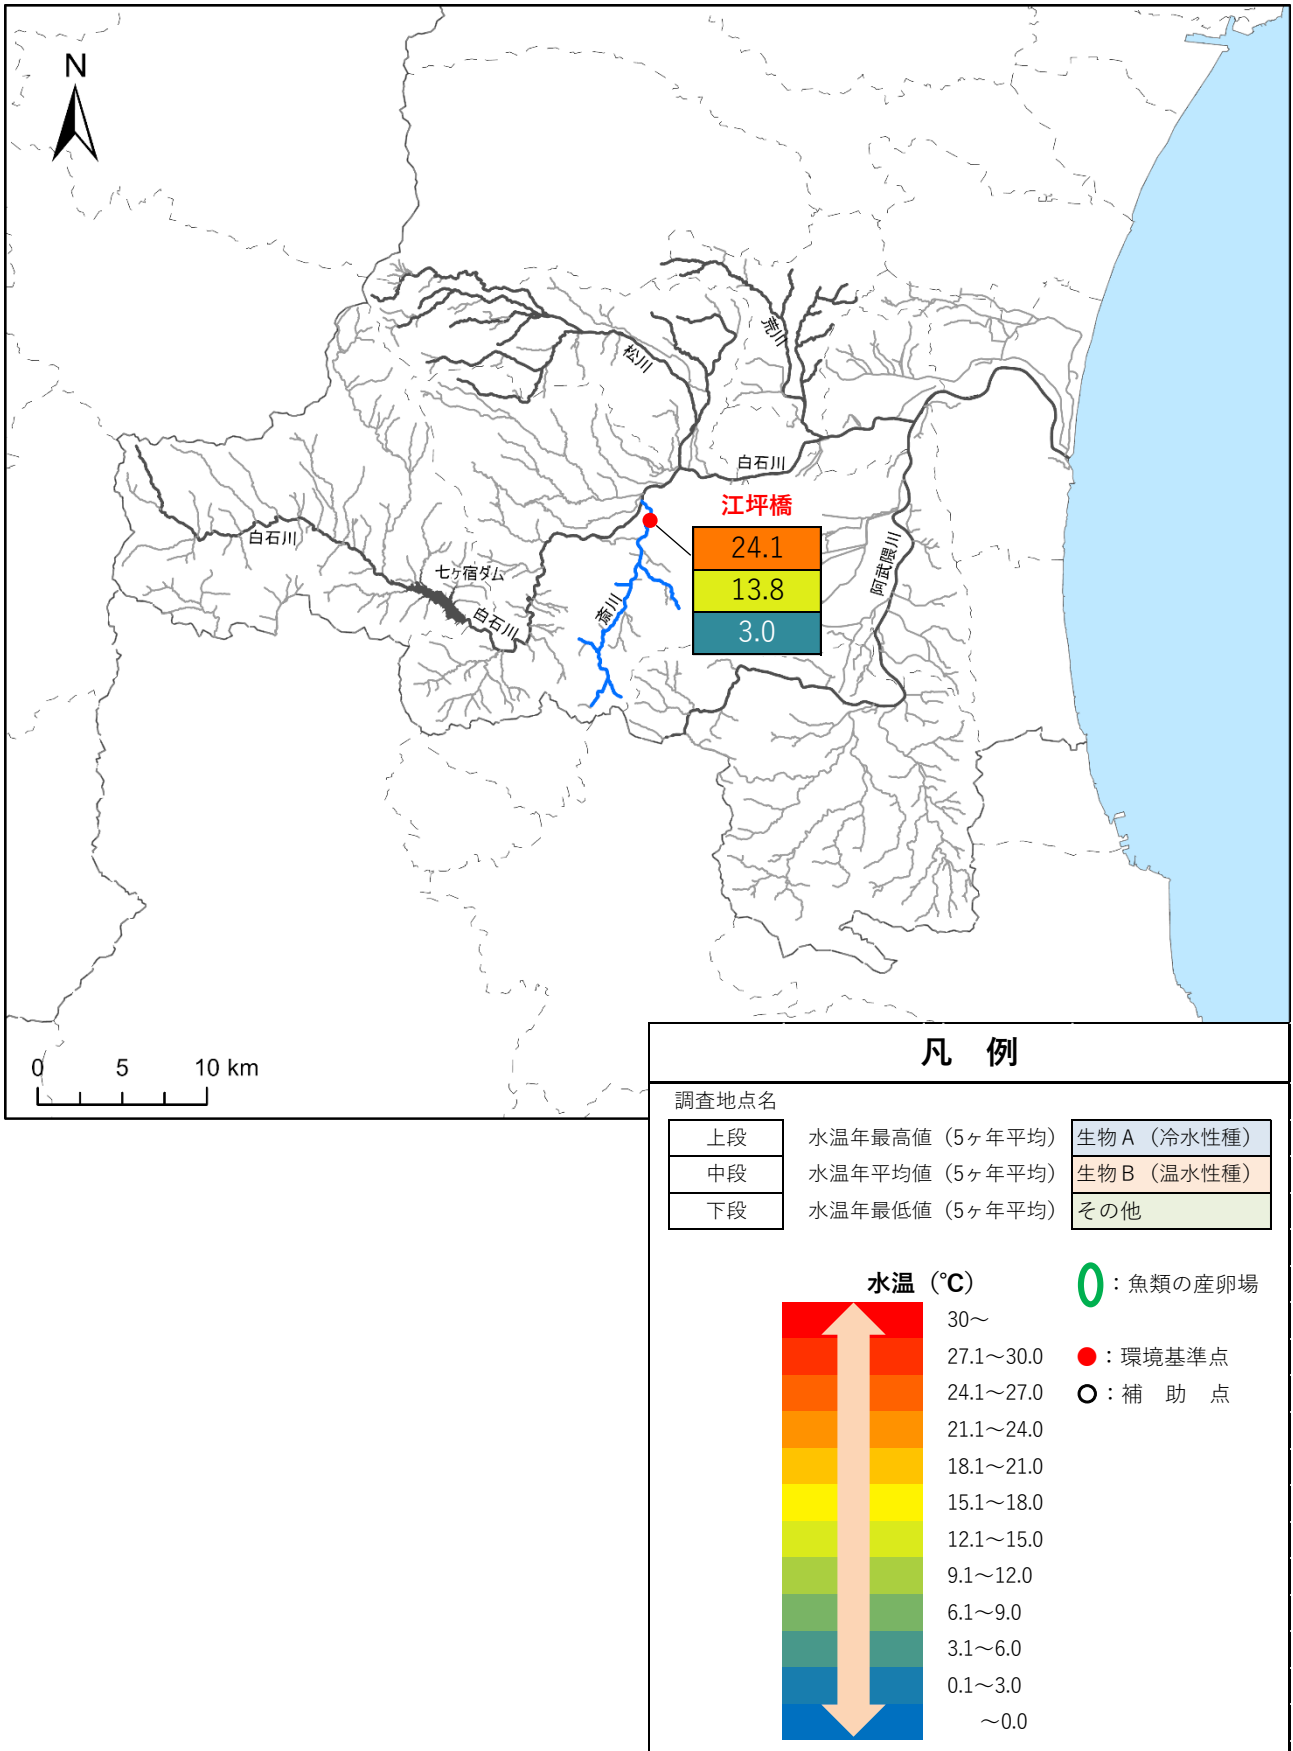 N
荒川
松川
白石川
江坪橋
24.1
13.8
3.0
白石川
七ヶ宿ダム
白石川
斎川
阿武隈川
0 5 10 km
凡 例
調査地点名
上段 水温年最高値（5ヶ年平均） 生物A（冷水性種）
中段 水温年平均値（5ヶ年平均） 生物B（温水性種）
下段 水温年最低値（5ヶ年平均） その他
水温（℃）
：魚類の産卵場
30～
27.1～30.0
：環境基準点
24.1～27.0
：補 助 点
21.1～24.0
18.1～21.0
15.1～18.0
12.1～15.0
9.1～12.0
6.1～9.0
3.1～6.0
0.1～3.0
～0.0